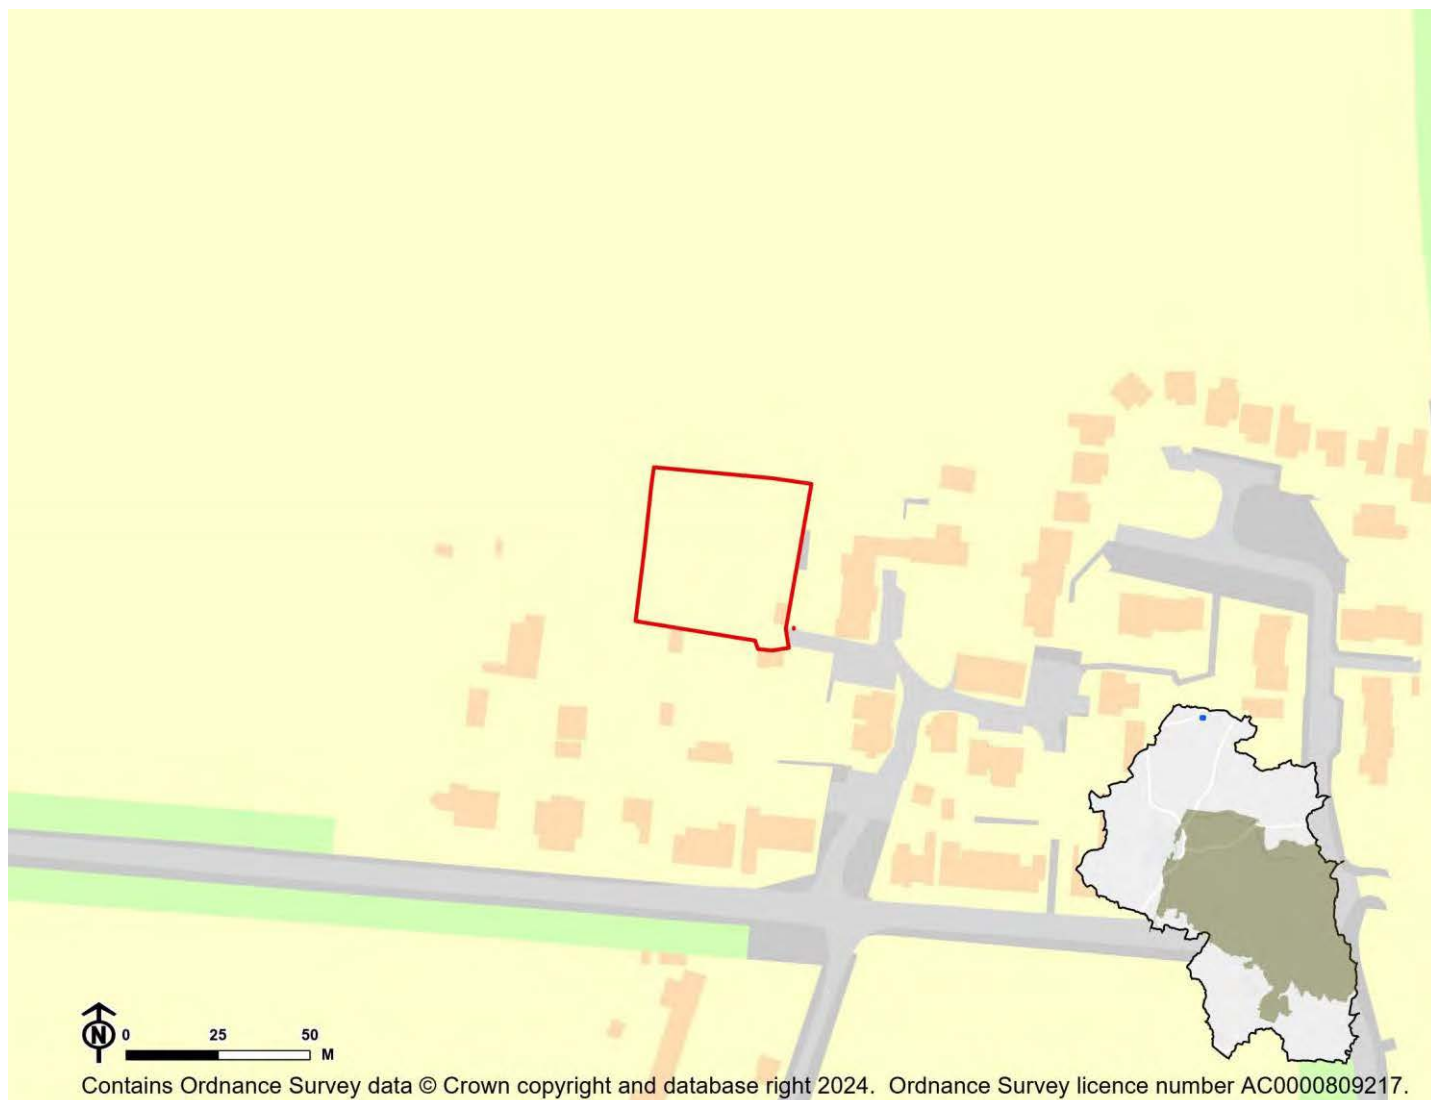 N
0 25 50
M
Contains Ordnance Survey data © Crown copyright and database right 2024. Ordnance Survey licence number AC0000809217.